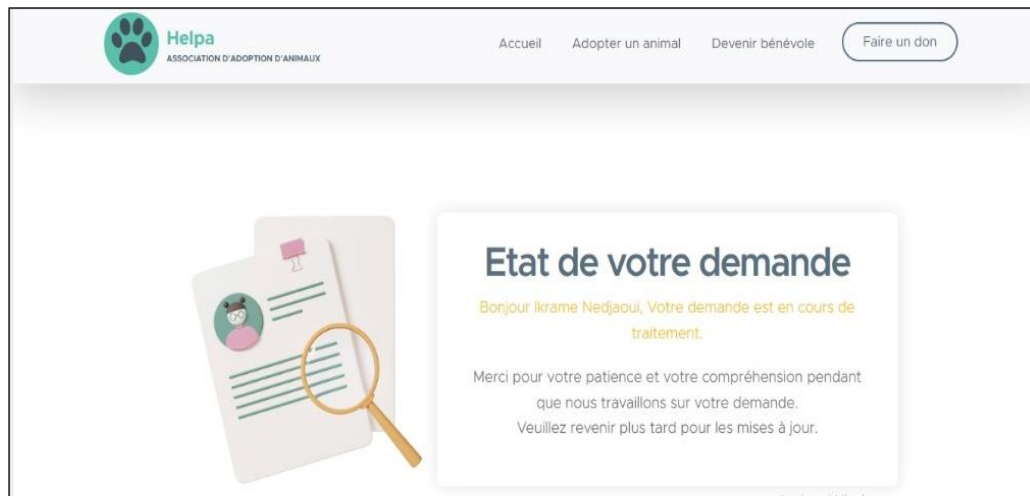 Helpa
ASSOCIATION D'ADOPTION D'ANIMAUX
Accueil Adopter un animal Devenir bénévole Faire un don
Etat de votre demande
Bonjour Ikrame Nedjaoui, Votre demande est en cours de
traitement.
Merci pour votre patience et votre compréhension pendant
que nous travaillons sur votre demande.
Veuillez revenir plus tard pour les mises à jour.